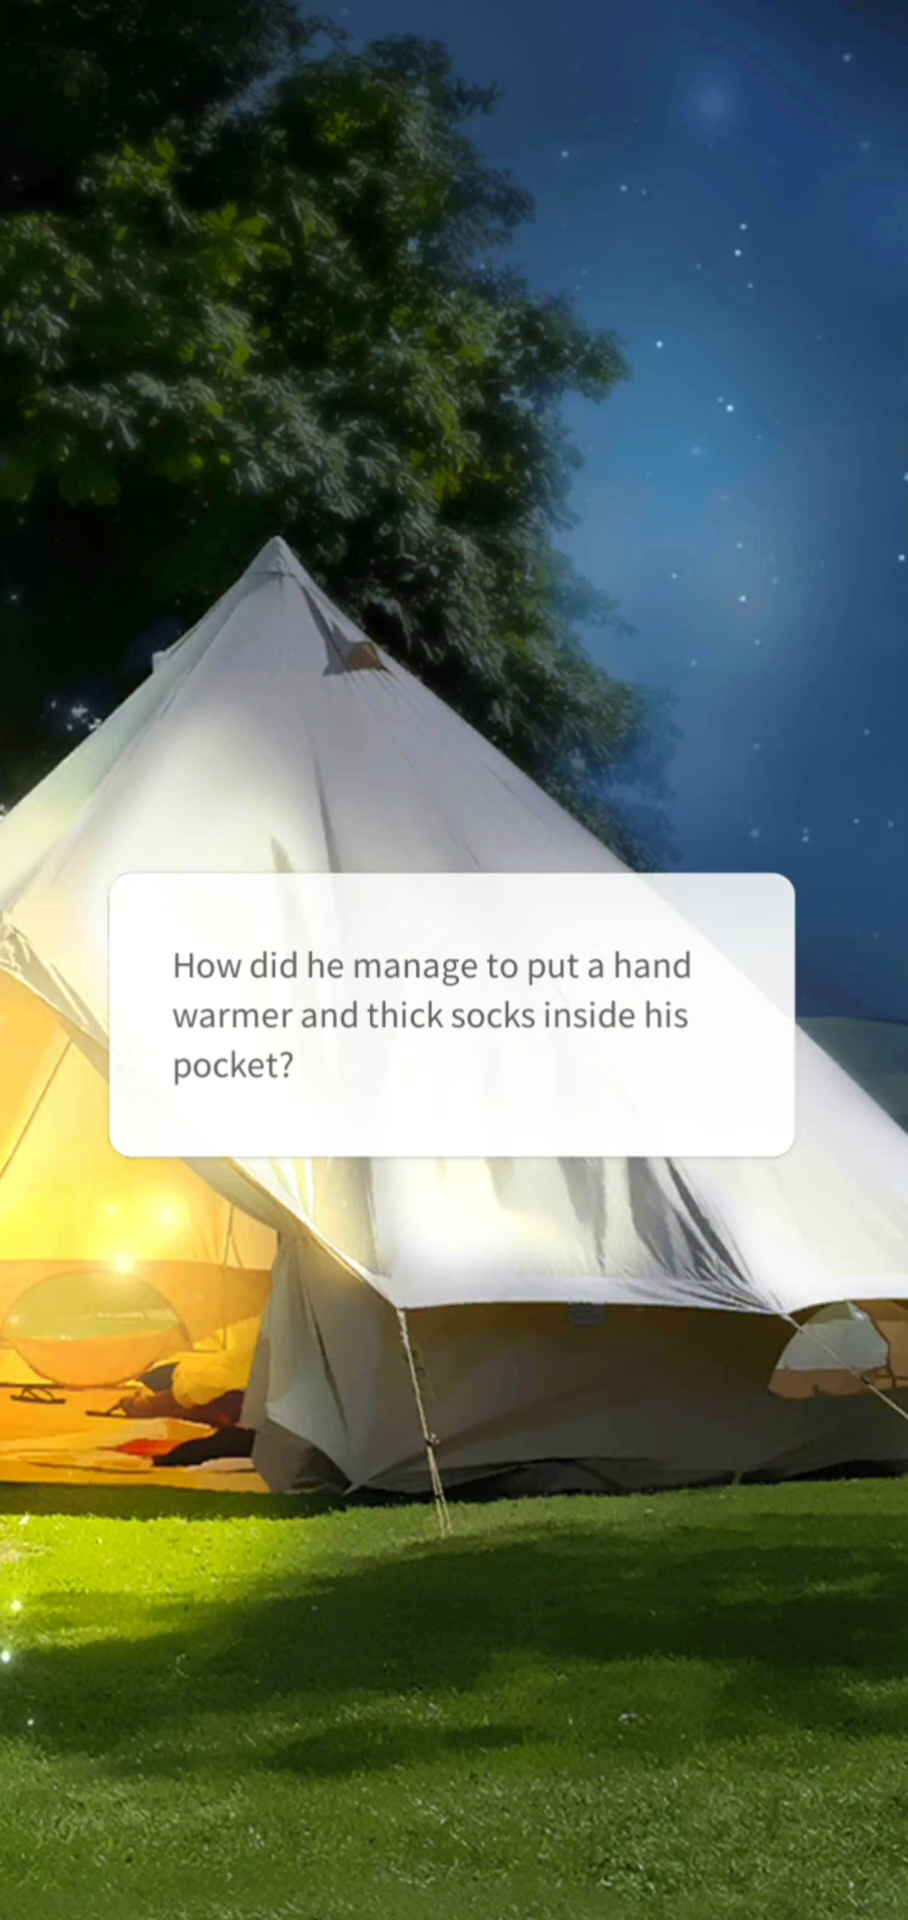 How did he manage to put a hand
warmer and thick socks inside his
pocket?